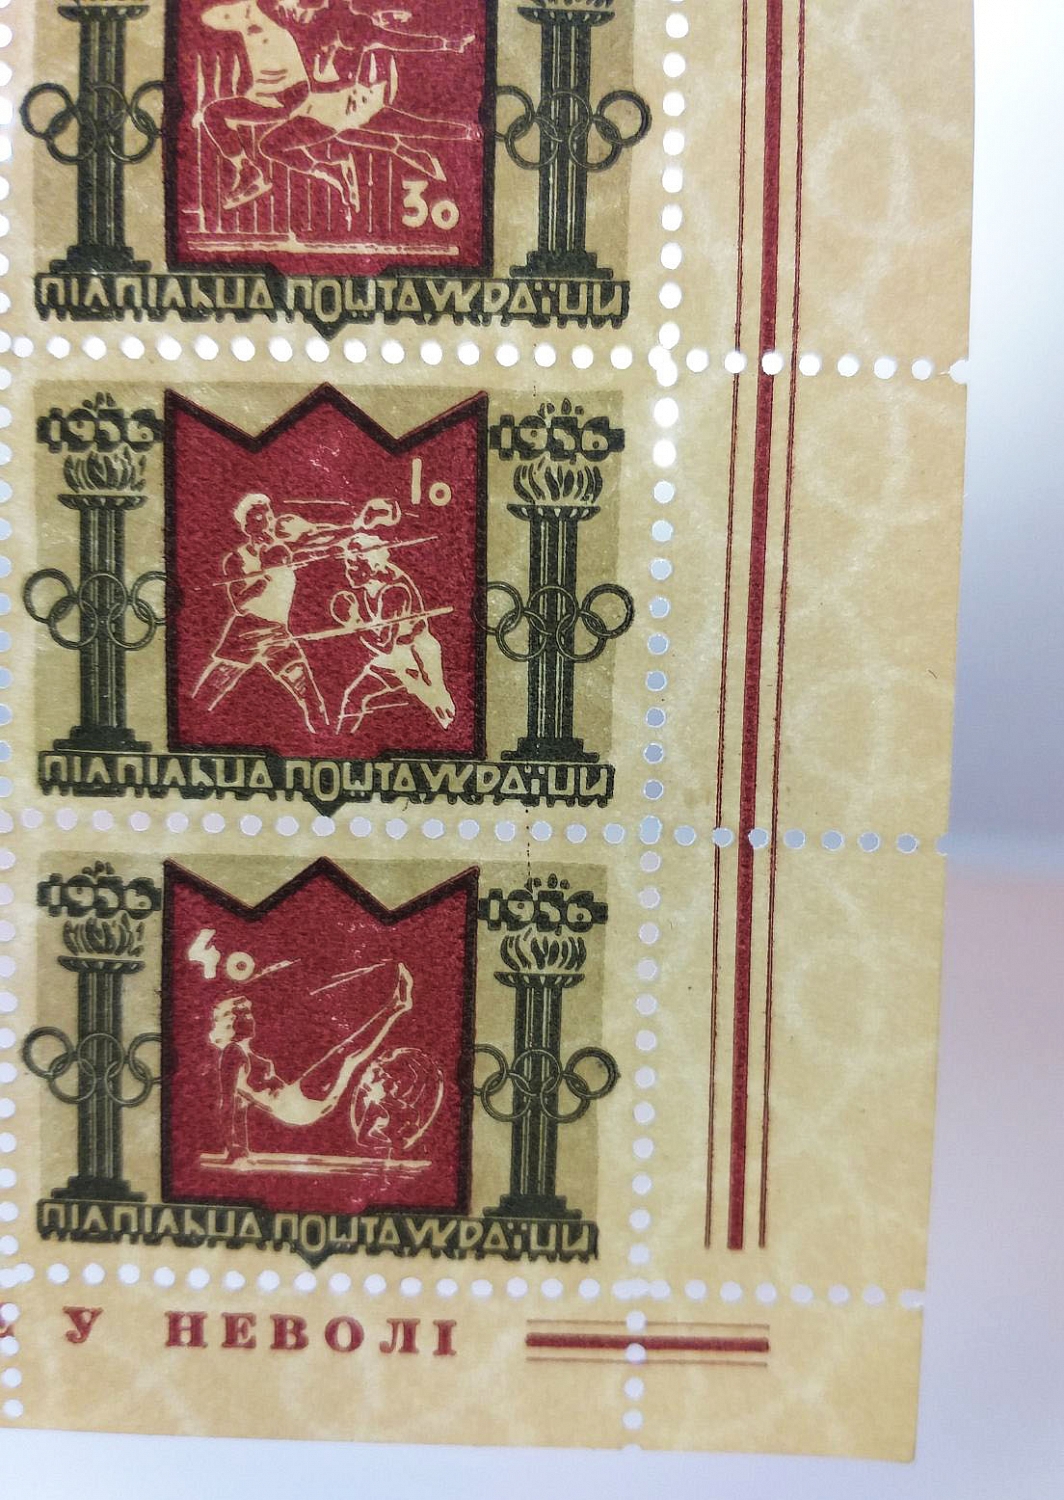 30
ПІДПІЛЬНА ПОШТА УКРАЇНИ
1956 1956
10
ПІДПІЛЬНА ПОШТА УКРАЇНИ
1956 1956
40
ПІДПІЛЬНА ПОШТА УКРАЇНИ
У НЕВОЛІ